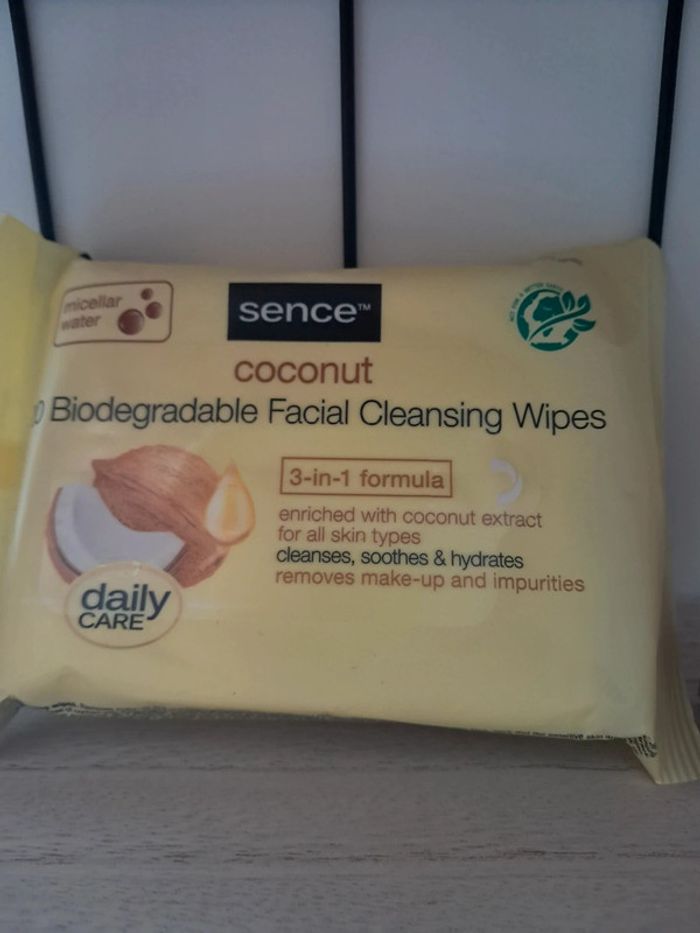 micellar
water
sence™
coconut
Biodegradable Facial Cleansing Wipes
3-in-1 formula
enriched with coconut extract
for all skin types
cleanses, soothes & hydrates
removes make-up and impurities
daily
CARE